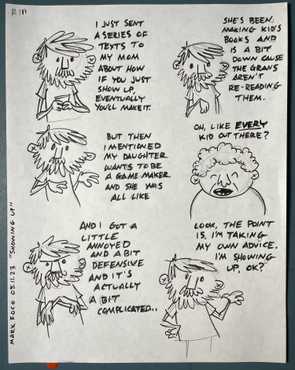 I JUST SENT
A SERIES OF
TEXTS TO
MY MOM
ABOUT HOW
IF YOU JUST
SHOW UP,
EVENTUALLY
YOU'LL MAKE IT.
SHE'S BEEN
MAKING KID'S
BOOKS AND
IS A BIT
DOWN CAUSE
THE GRANS
AREN'T
RE-READING
THEM.
BUT THEN
I MENTIONED
MY DAUGHTER
WANTS TO BE
A GAME MAKER
AND SHE WAS
ALL LIKE
OH, LIKE EVERY
KID OUT THERE?
AND I GOT A
LITTLE
ANNOYED
AND A BIT
DEFENSIVE
AND IT'S
ACTUALLY
A BIT
COMPLICATED..
LOOK, THE POINT
IS, I'M TAKING
MY OWN ADVICE.
I'M SHOWING
UP, OK?
MARK FOCO 05.11.23 "SHOWING UP"